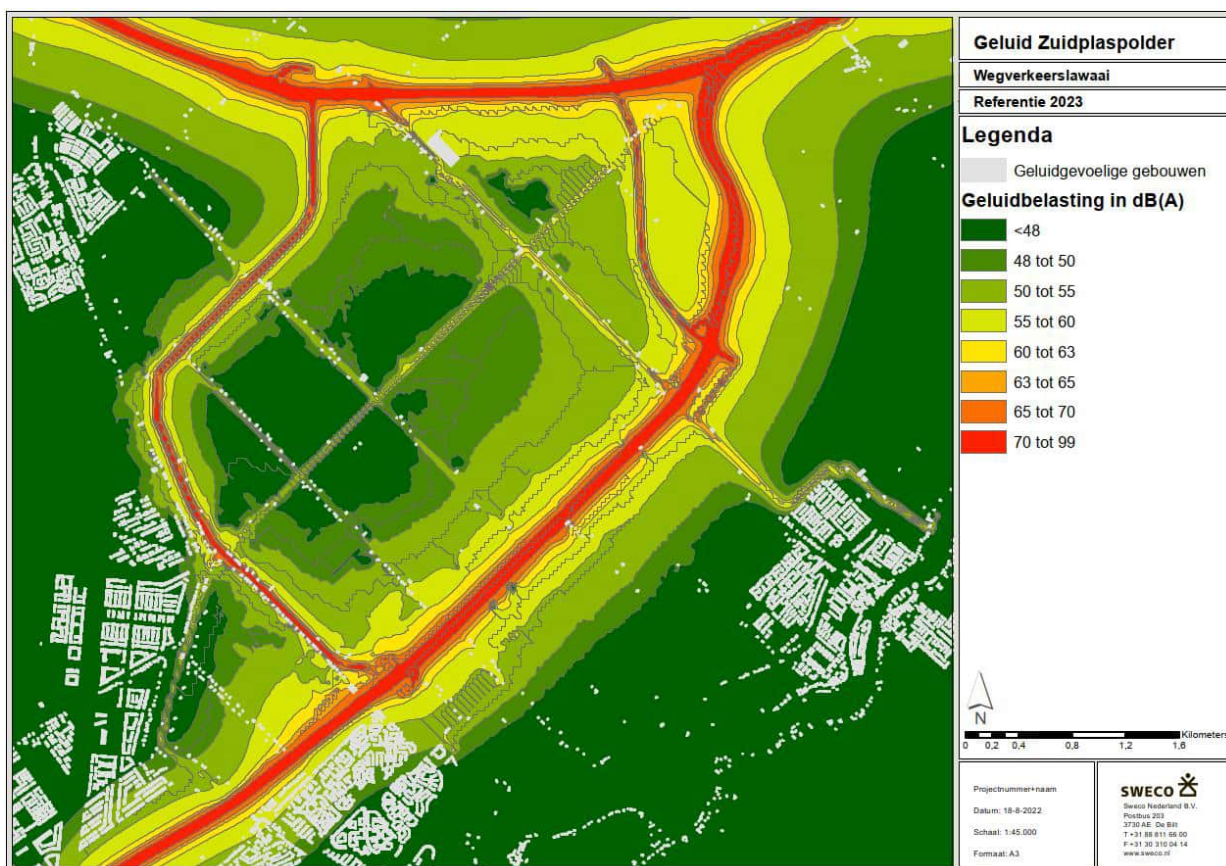 Geluid Zuidplaspolder
Wegverkeerslawaai
Referentie 2023
Legenda
Geluidgevoelige gebouwen
Geluidbelasting in dB(A)
<48
48 tot 50
50 tot 55
55 tot 60
60 tot 63
63 tot 65
65 tot 70
70 tot 99
N
Kilometers
0 0,2 0,4 0,8 1,2 1,6
Projectnummer+naam
Datum: 18-8-2022
Schaal: 1:45.000
Formaat: A3
SWECO
Sweco Nederland B.V.
Postbus 203
3730 AE De Bilt
T +31 88 811 66 00
F +31 30 310 04 14
www.sweco.nl